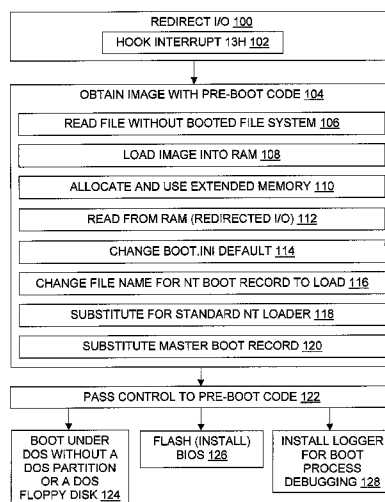 REDIRECT I/O 100
HOOK INTERRUPT 13H 102
OBTAIN IMAGE WITH PRE-BOOT CODE 104
READ FILE WITHOUT BOOTED FILE SYSTEM 106
LOAD IMAGE INTO RAM 108
ALLOCATE AND USE EXTENDED MEMORY 110
READ FROM RAM (REDIRECTED I/O) 112
CHANGE BOOT.INI DEFAULT 114
CHANGE FILE NAME FOR NT BOOT RECORD TO LOAD 116
SUBSTITUTE FOR STANDARD NT LOADER 118
SUBSTITUTE MASTER BOOT RECORD 120
PASS CONTROL TO PRE-BOOT CODE 122
BOOT UNDER
DOS WITHOUT A
DOS PARTITION
OR A DOS
FLOPPY DISK 124
FLASH (INSTALL)
BIOS 126
INSTALL LOGGER
FOR BOOT
PROCESS
DEBUGGING 128